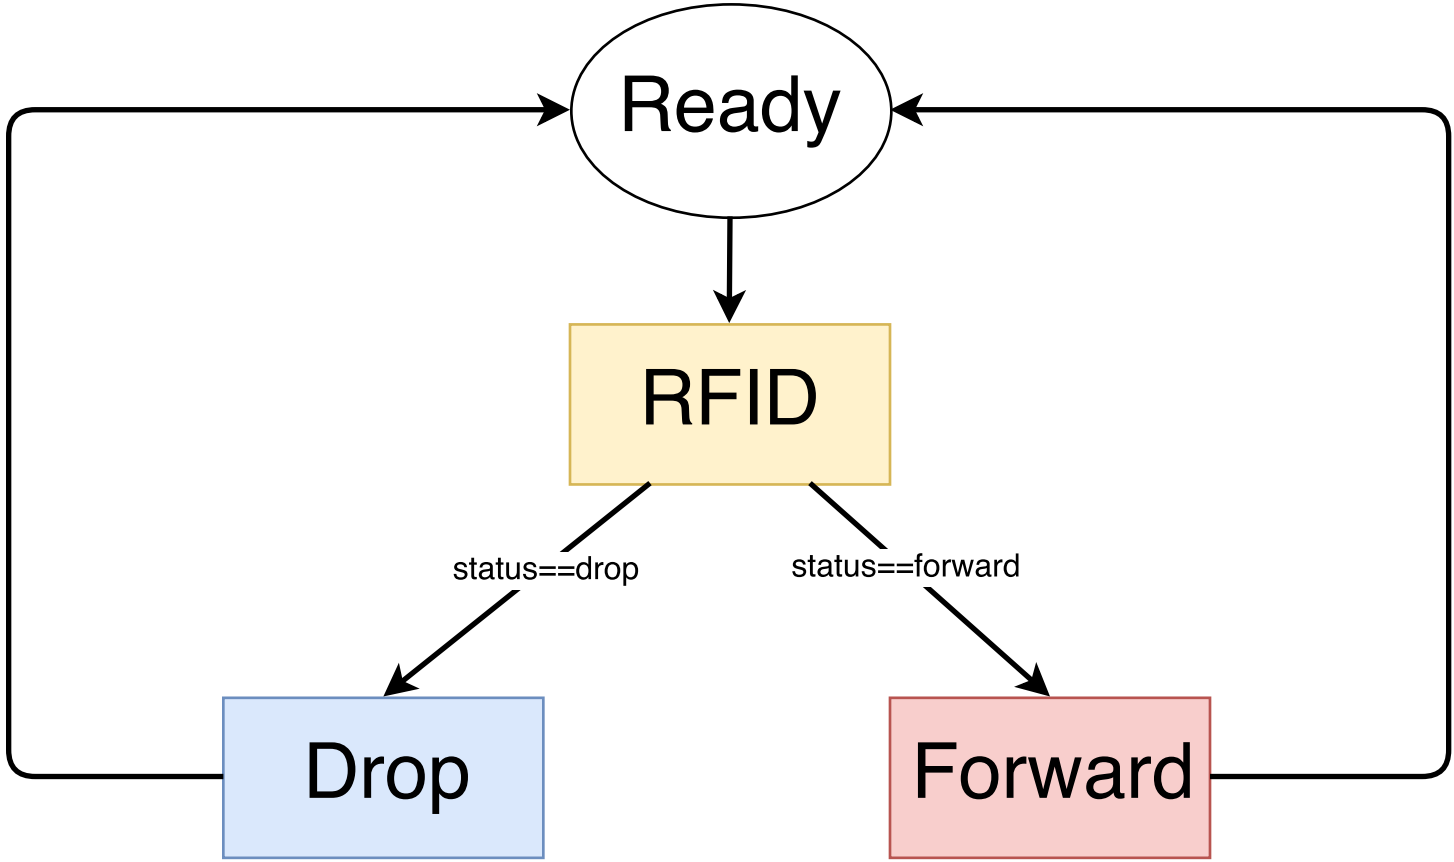 Ready
RFID
status==drop
status==forward
Drop
Forward